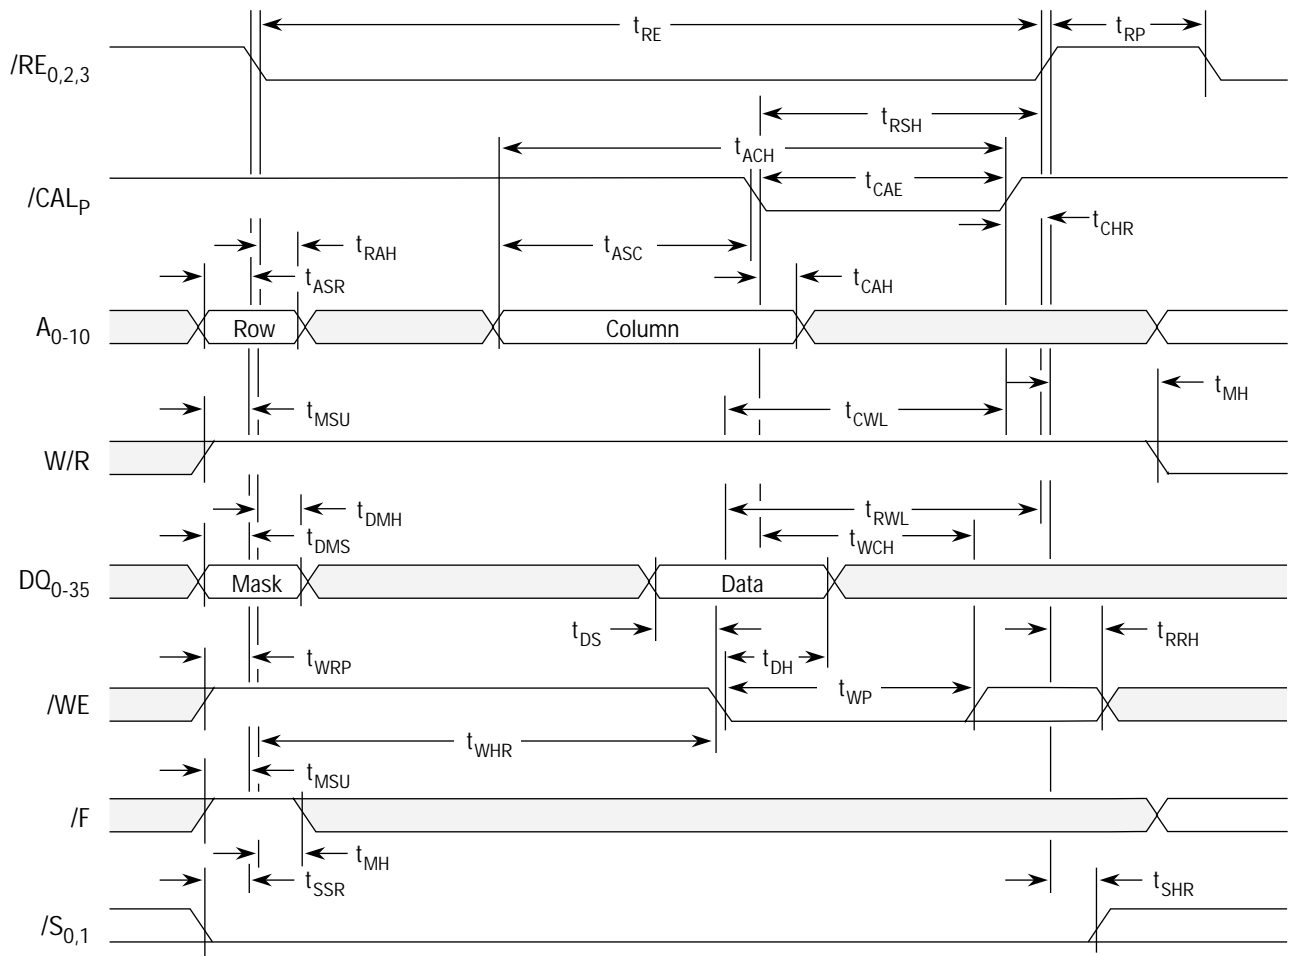 tRE
tRP
/RE0,2,3
tRSH
tACH
tCAE
/CALP
tCHR
tRAH
tASC
tASR
tCAH
A0-10
Row
Column
tMH
tMSU
tCWL
W/R
tDMH
tRWL
tDMS
tWCH
DQ0-35
Mask
Data
tDS
tRRH
tWRP
tDH
/WE
tWP
tWHR
tMSU
/F
tMH
tSSR
tSHR
/S0,1